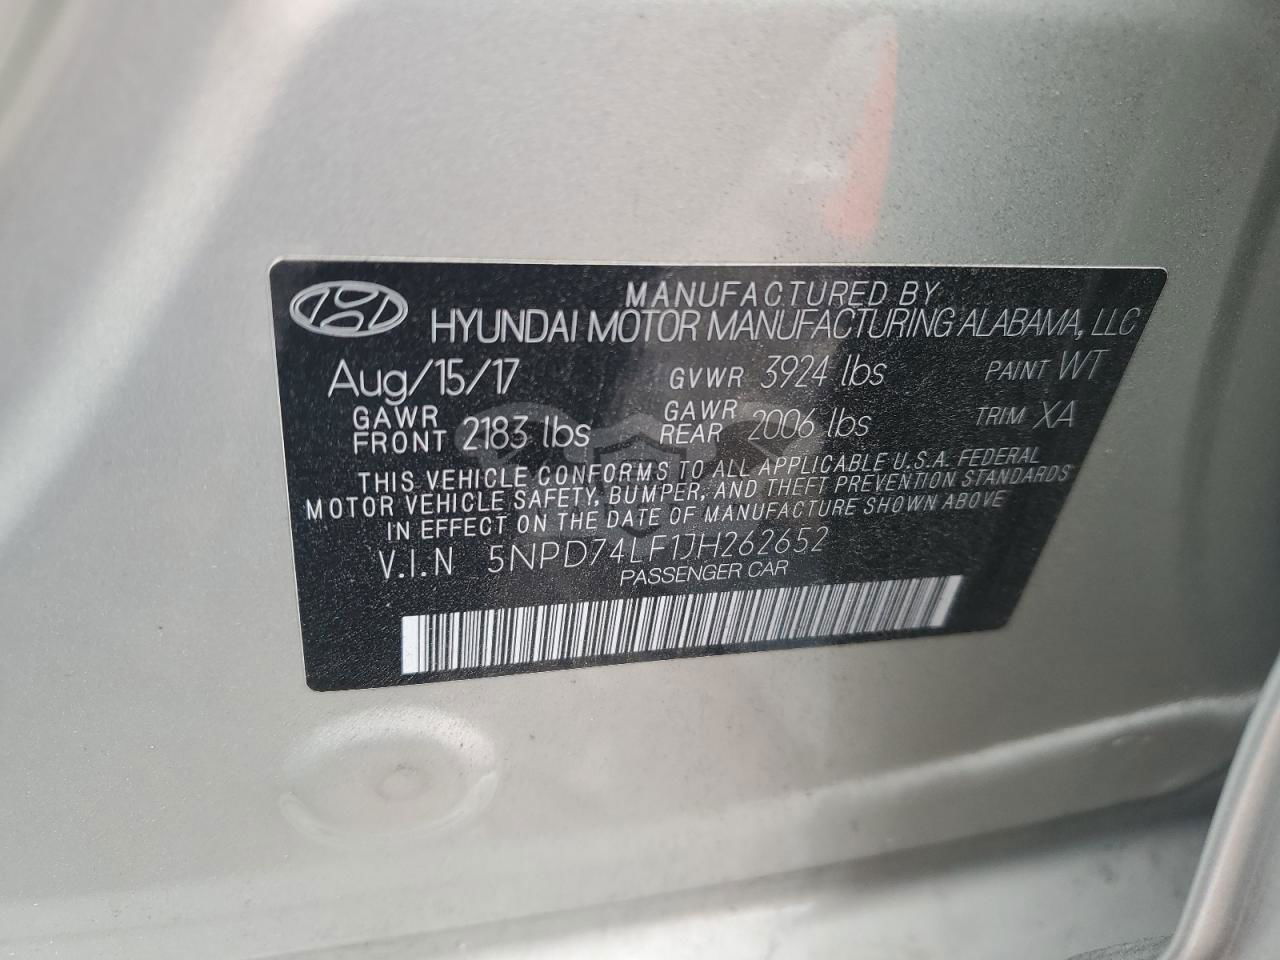 MANUFACTURED BY
HYUNDAI MOTOR MANUFACTURING ALABAMA, LLC
Aug/15/17 GVWR 3924 lbs PAINT WT
GAWR FRONT 2183 lbs GAWR REAR 2006 lbs TRIM XA
THIS VEHICLE CONFORMS TO ALL APPLICABLE U.S.A. FEDERAL
MOTOR VEHICLE SAFETY, BUMPER, AND THEFT PREVENTION STANDARDS
IN EFFECT ON THE DATE OF MANUFACTURE SHOWN ABOVE
V.I.N 5NPD74LF1JH262652
PASSENGER CAR